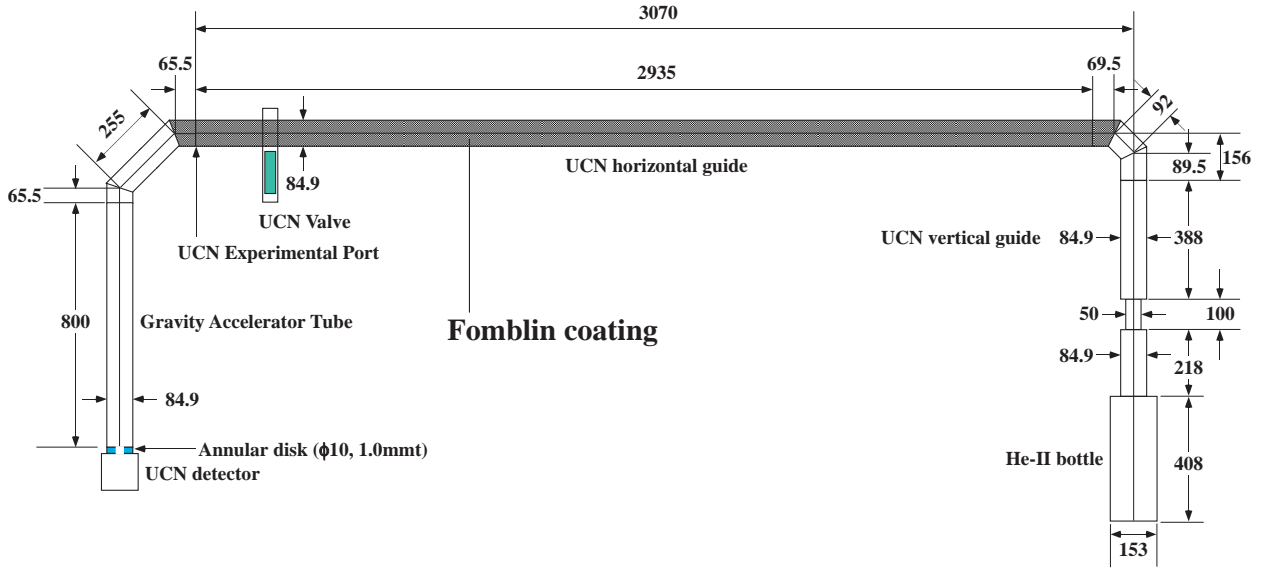 3070
65.5
2935
69.5
255
92
84.9
UCN horizontal guide
89.5
156
65.5
UCN Valve
UCN Experimental Port
UCN vertical guide
84.9
388
800
Gravity Accelerator Tube
Fomblin coating
50
100
84.9
218
84.9
Annular disk (ϕ10, 1.0mmt)
UCN detector
He-II bottle
408
153